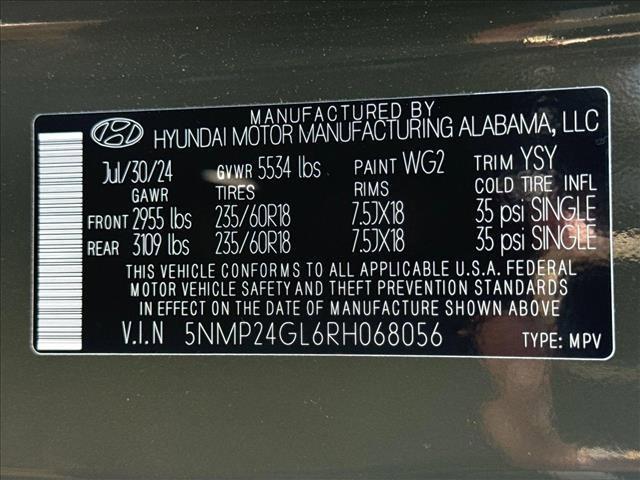 MANUFACTURED BY
HYUNDAI MOTOR MANUFACTURING ALABAMA, LLC
Jul/30/24 GVWR 5534 lbs PAINT WG2 TRIM YSY
GAWR TIRES RIMS COLD TIRE INFL
FRONT 2955 lbs 235/60R18 7.5JX18 35 psi SINGLE
REAR 3109 lbs 235/60R18 7.5JX18 35 psi SINGLE
THIS VEHICLE CONFORMS TO ALL APPLICABLE U.S.A. FEDERAL
MOTOR VEHICLE SAFETY AND THEFT PREVENTION STANDARDS
IN EFFECT ON THE DATE OF MANUFACTURE SHOWN ABOVE
V.I.N 5NMP24GL6RH068056 TYPE: MPV